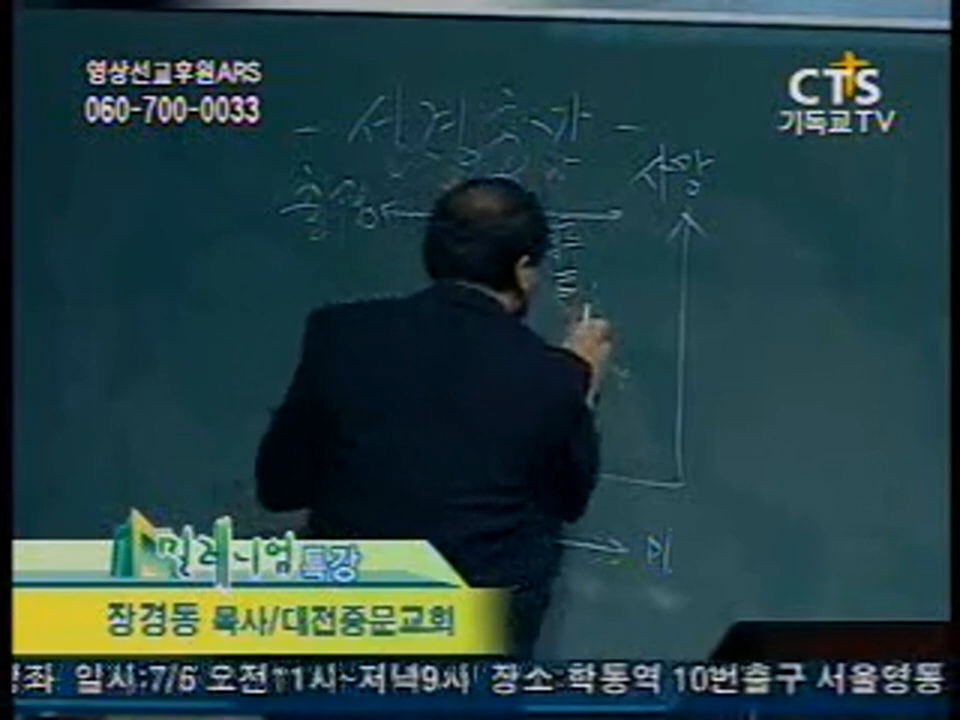 영상선교후원ARS
060-700-0033
CTS
기독교TV
- 성경 -
사망
밀레니엄 특강
장경동 목사/대전중문교회
일시:7/6 오전11시~저녁9시 장소:학동역 10번출구 서울영동